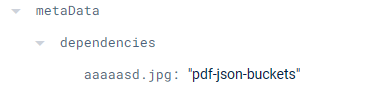 metaData
dependencies
aaaaasd.jpg: "pdf-json-buckets"